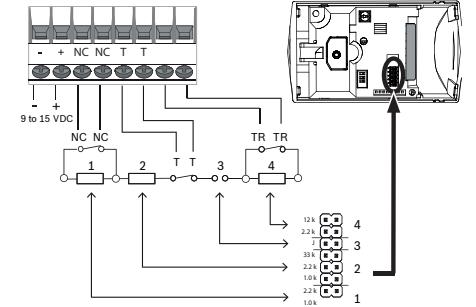 - + NC NC T T
- +
9 to 15 VDC
NC NC
TR TR
T T
1 2 3 4
12 k
2.2 k
4
J
3
33 k
2.2 k
2
1.0 k
2.2 k
1
1.0 k